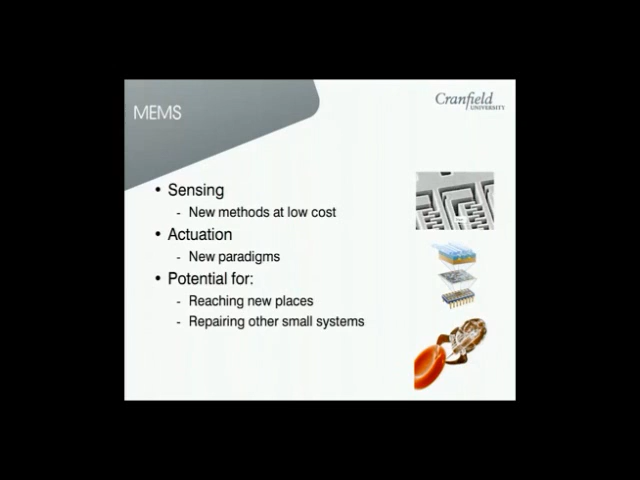 MEMS
Cranfield
UNIVERSITY
• Sensing
- New methods at low cost
• Actuation
- New paradigms
• Potential for:
- Reaching new places
- Repairing other small systems